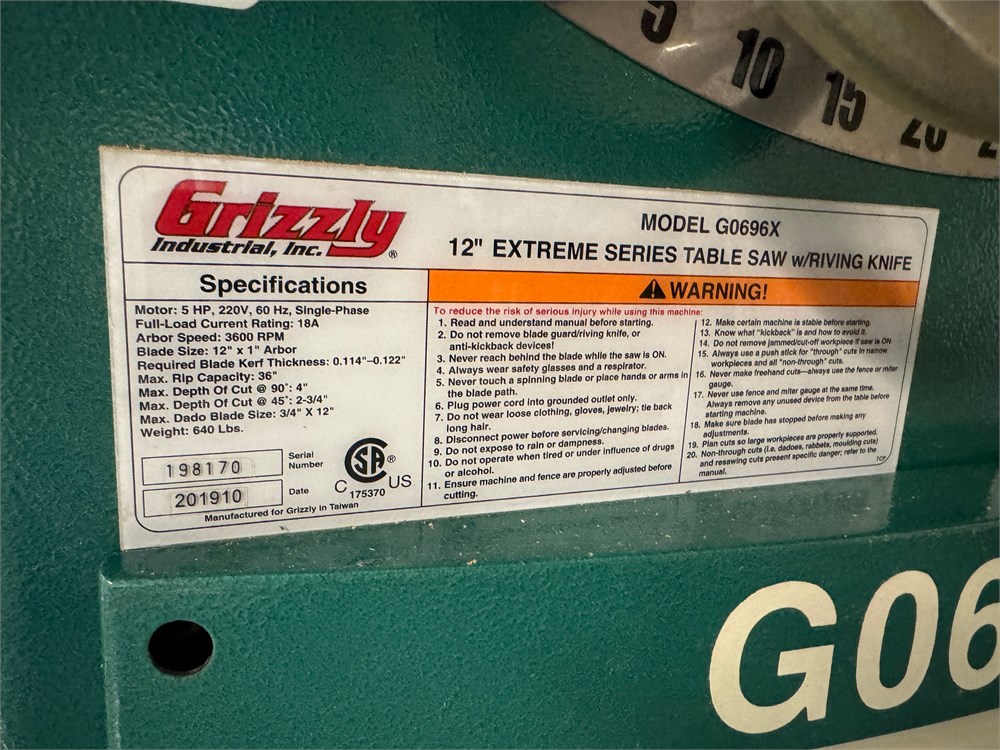 5 10 15 20 2
Grizzly®
Industrial, Inc.
MODEL G0696X
12" EXTREME SERIES TABLE SAW w/RIVING KNIFE
Specifications
Motor: 5 HP, 220V, 60 Hz, Single-Phase
Full-Load Current Rating: 18A
Arbor Speed: 3600 RPM
Blade Size: 12" x 1" Arbor
Required Blade Kerf Thickness: 0.114"–0.122"
Max. Rip Capacity: 36"
Max. Depth Of Cut @ 90°: 4"
Max. Depth Of Cut @ 45°: 2-3/4"
Max. Dado Blade Size: 3/4" X 12"
Weight: 640 Lbs.
198170 Serial Number
201910 Date
SA®
C US
175370
Manufactured for Grizzly in Taiwan
WARNING!
To reduce the risk of serious injury while using this machine:
1. Read and understand manual before starting.
2. Do not remove blade guard/riving knife, or
anti-kickback devices!
3. Never reach behind the blade while the saw is ON.
4. Always wear safety glasses and a respirator.
5. Never touch a spinning blade or place hands or arms in
the blade path.
6. Plug power cord into grounded outlet only.
7. Do not wear loose clothing, gloves, jewelry; tie back
long hair.
8. Disconnect power before servicing/changing blades.
9. Do not expose to rain or dampness.
10. Do not operate when tired or under influence of drugs
or alcohol.
11. Ensure machine and fence are properly adjusted before
cutting.
12. Make certain machine is stable before starting.
13. Know what "kickback" is and how to avoid it.
14. Do not remove jammed/cut-off workpiece if saw is ON
15. Always use a push stick for "through" cuts in narrow
workpieces and all "non-through" cuts.
16. Never make freehand cuts—always use the fence or miter
gauge.
17. Never use fence and miter gauge at the same time.
Always remove any unused device from the table before
starting machine.
18. Make sure blade has stopped before making any
adjustments.
19. Plan cuts so large workpieces are properly supported.
20. Non-through cuts (i.e. dadoes, rabbets, moulding cuts)
and resawing cuts present specific danger; refer to the
manual.
TCP
G06